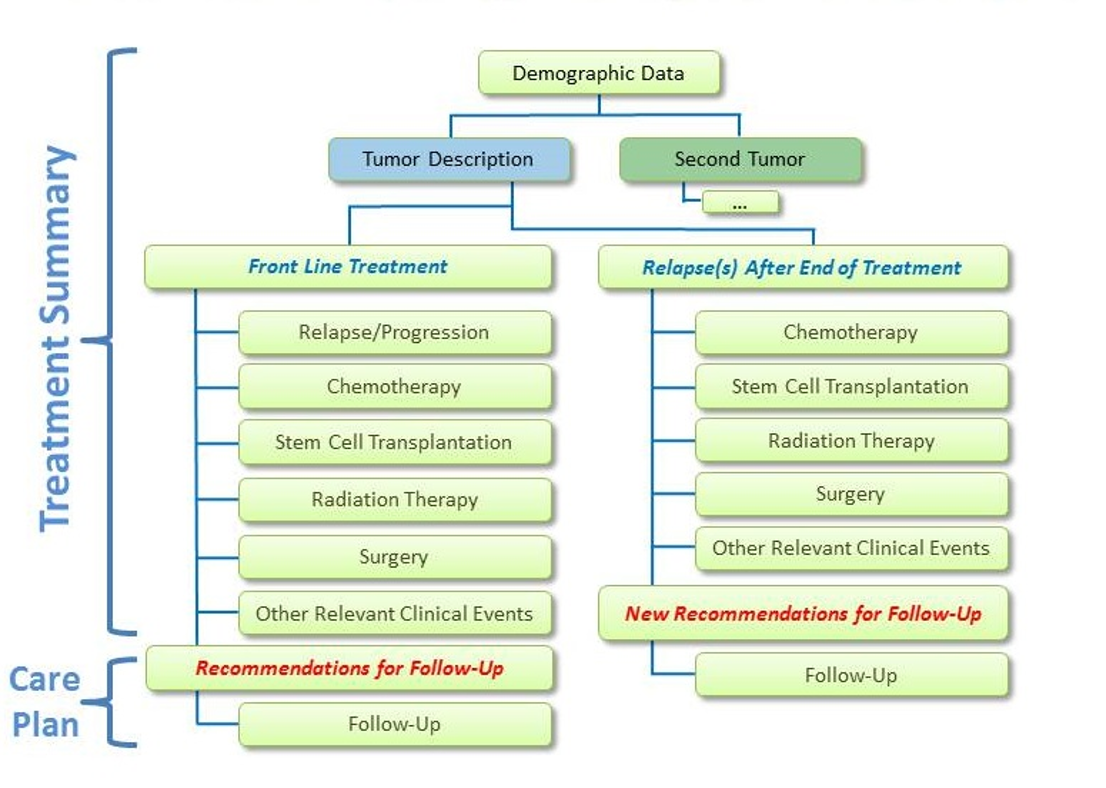 Demographic Data
Tumor Description
Second Tumor
...
Front Line Treatment
Relapse/Progression
Chemotherapy
Stem Cell Transplantation
Radiation Therapy
Surgery
Other Relevant Clinical Events
Recommendations for Follow-Up
Follow-Up
Relapse(s) After End of Treatment
Chemotherapy
Stem Cell Transplantation
Radiation Therapy
Surgery
Other Relevant Clinical Events
New Recommendations for Follow-Up
Follow-Up
Treatment Summary
Care
Plan